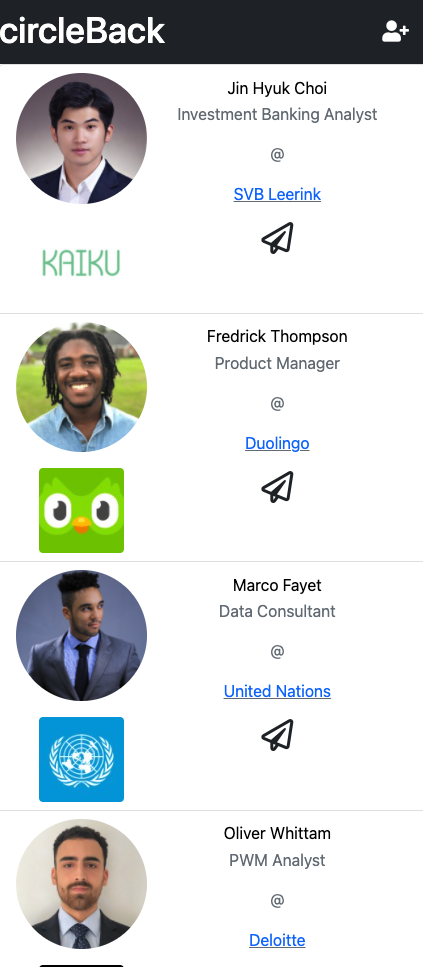 circleBack
Jin Hyuk Choi
Investment Banking Analyst
@
SVB Leerink
KAIKU
Fredrick Thompson
Product Manager
@
Duolingo
Marco Fayet
Data Consultant
@
United Nations
Oliver Whittam
PWM Analyst
@
Deloitte